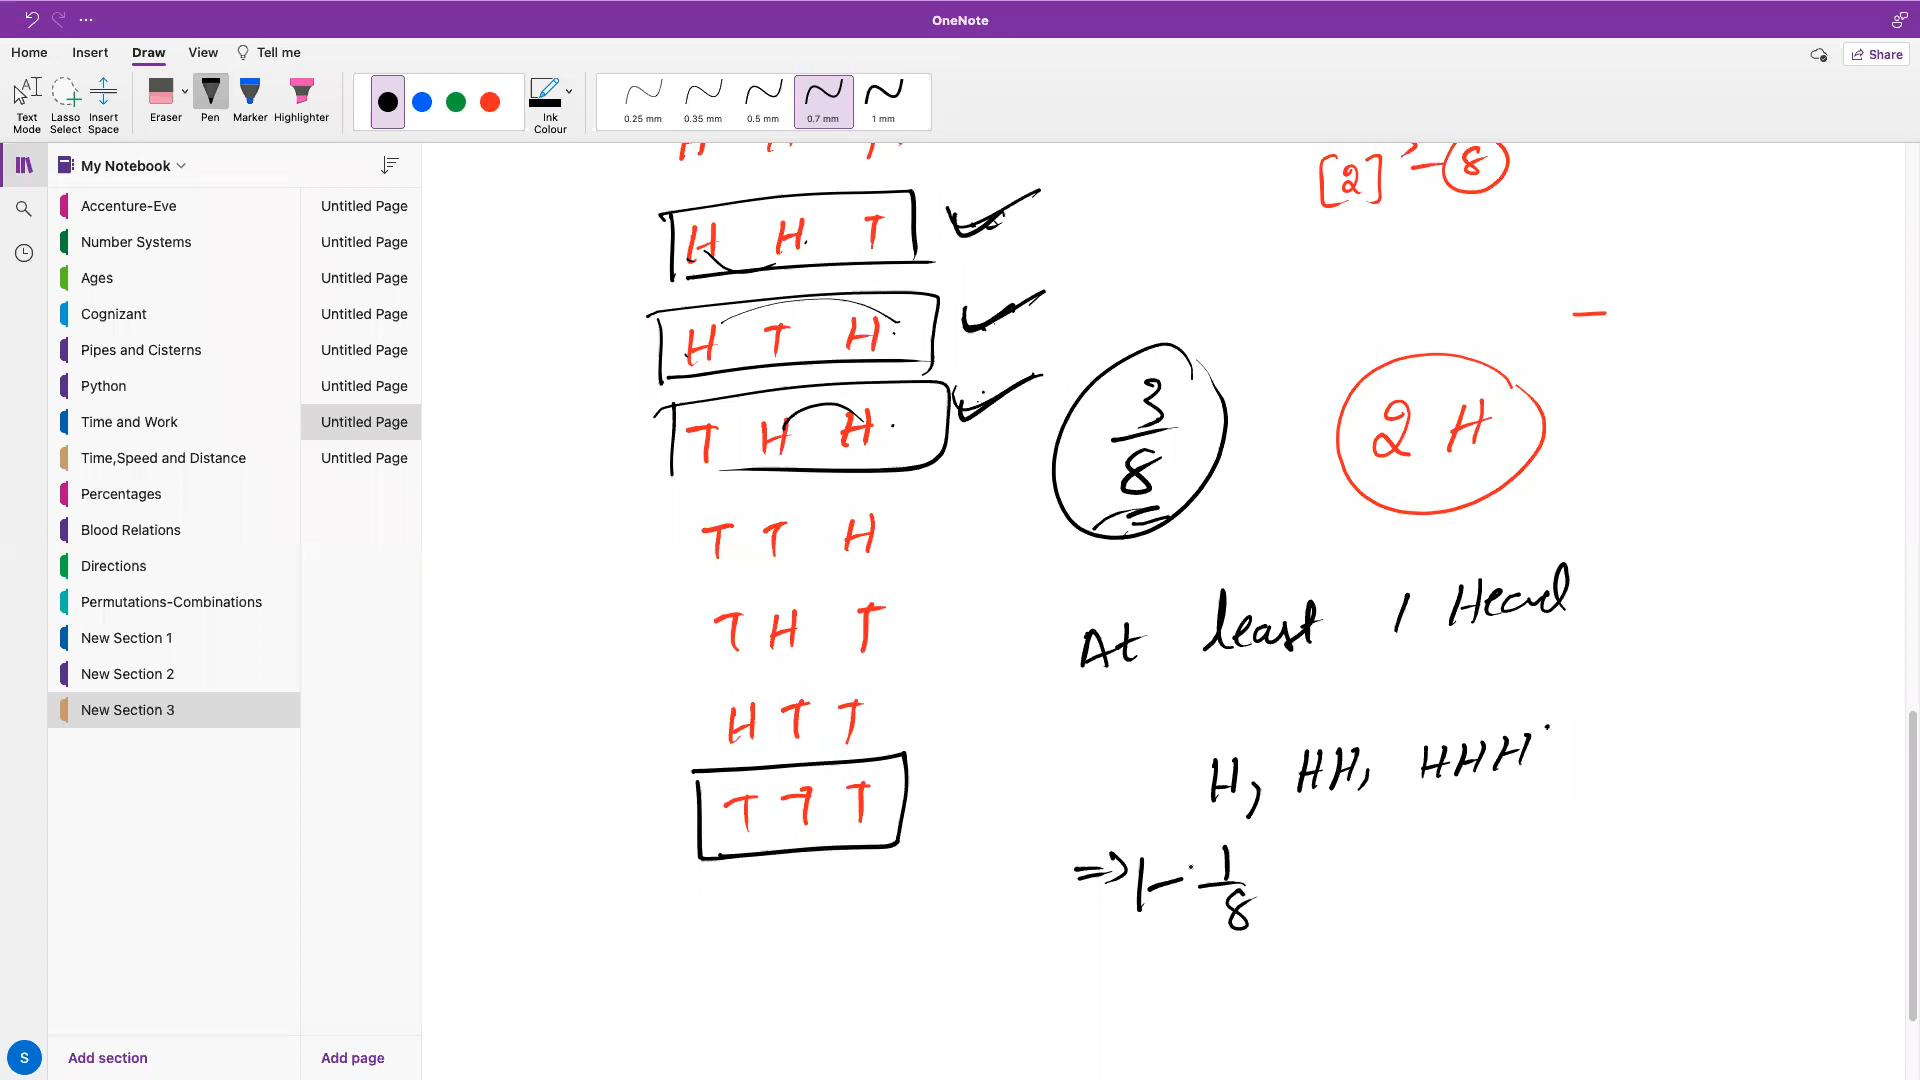 OneNote
Home Insert Draw View Tell me
Share
Text Mode
Lasso Select
Insert Space
Eraser
Pen
Marker
Highlighter
Ink Colour
0.25 mm
0.35 mm
0.5 mm
0.7 mm
1 mm
My Notebook
Accenture-Eve
Number Systems
Ages
Cognizant
Pipes and Cisterns
Python
Time and Work
Time,Speed and Distance
Percentages
Blood Relations
Directions
Permutations-Combinations
New Section 1
New Section 2
New Section 3
Add section
Untitled Page
Untitled Page
Untitled Page
Untitled Page
Untitled Page
Untitled Page
Untitled Page
Untitled Page
Add page
S
H H T
H T H
T H H
T T H
T H T
H T T
T T T
[2] - 8
3/8
2 H
At least 1 Head
H, HH, HHH
=> 1 - 1/8